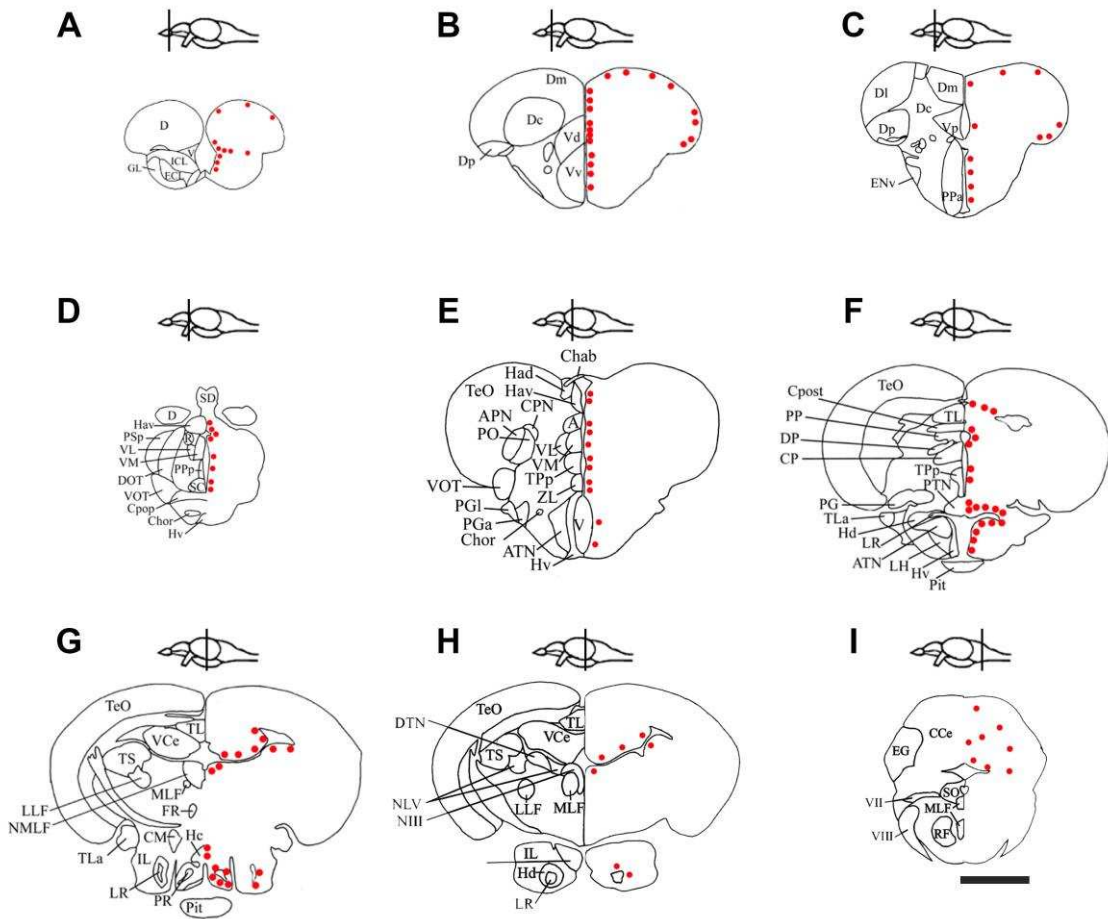 A
D
V
GL
ICL
ECL
B
Dm
Dc
Vd
Dp
Vv
C
Dl
Dm
Dc
Dp
Vp
ENv
PPa
D
SD
D
Hav
PSp
VL
VM
PPp
DOT
SC
VOT
Cpop
Chor
Hv
E
Chab
Had
TeO
Hav
CPN
APN
A
PO
VL
VM
TPp
VOT
ZL
PGl
V
PGa
Chor
ATN
Hv
F
TeO
Cpost
TL
PP
DP
CP
TPp
PTN
PG
TLa
Hd
LR
ATN
LH
Hv
Pit
G
TeO
TL
VCe
TS
MLF
LLF
FR
NMLF
CM
Hc
TLa
IL
LR
PR
Pit
H
DTN
TeO
TL
VCe
TS
NLV
LLF
MLF
NIII
IL
Hd
LR
I
CCe
EG
SO
VII
MLF
VIII
RF